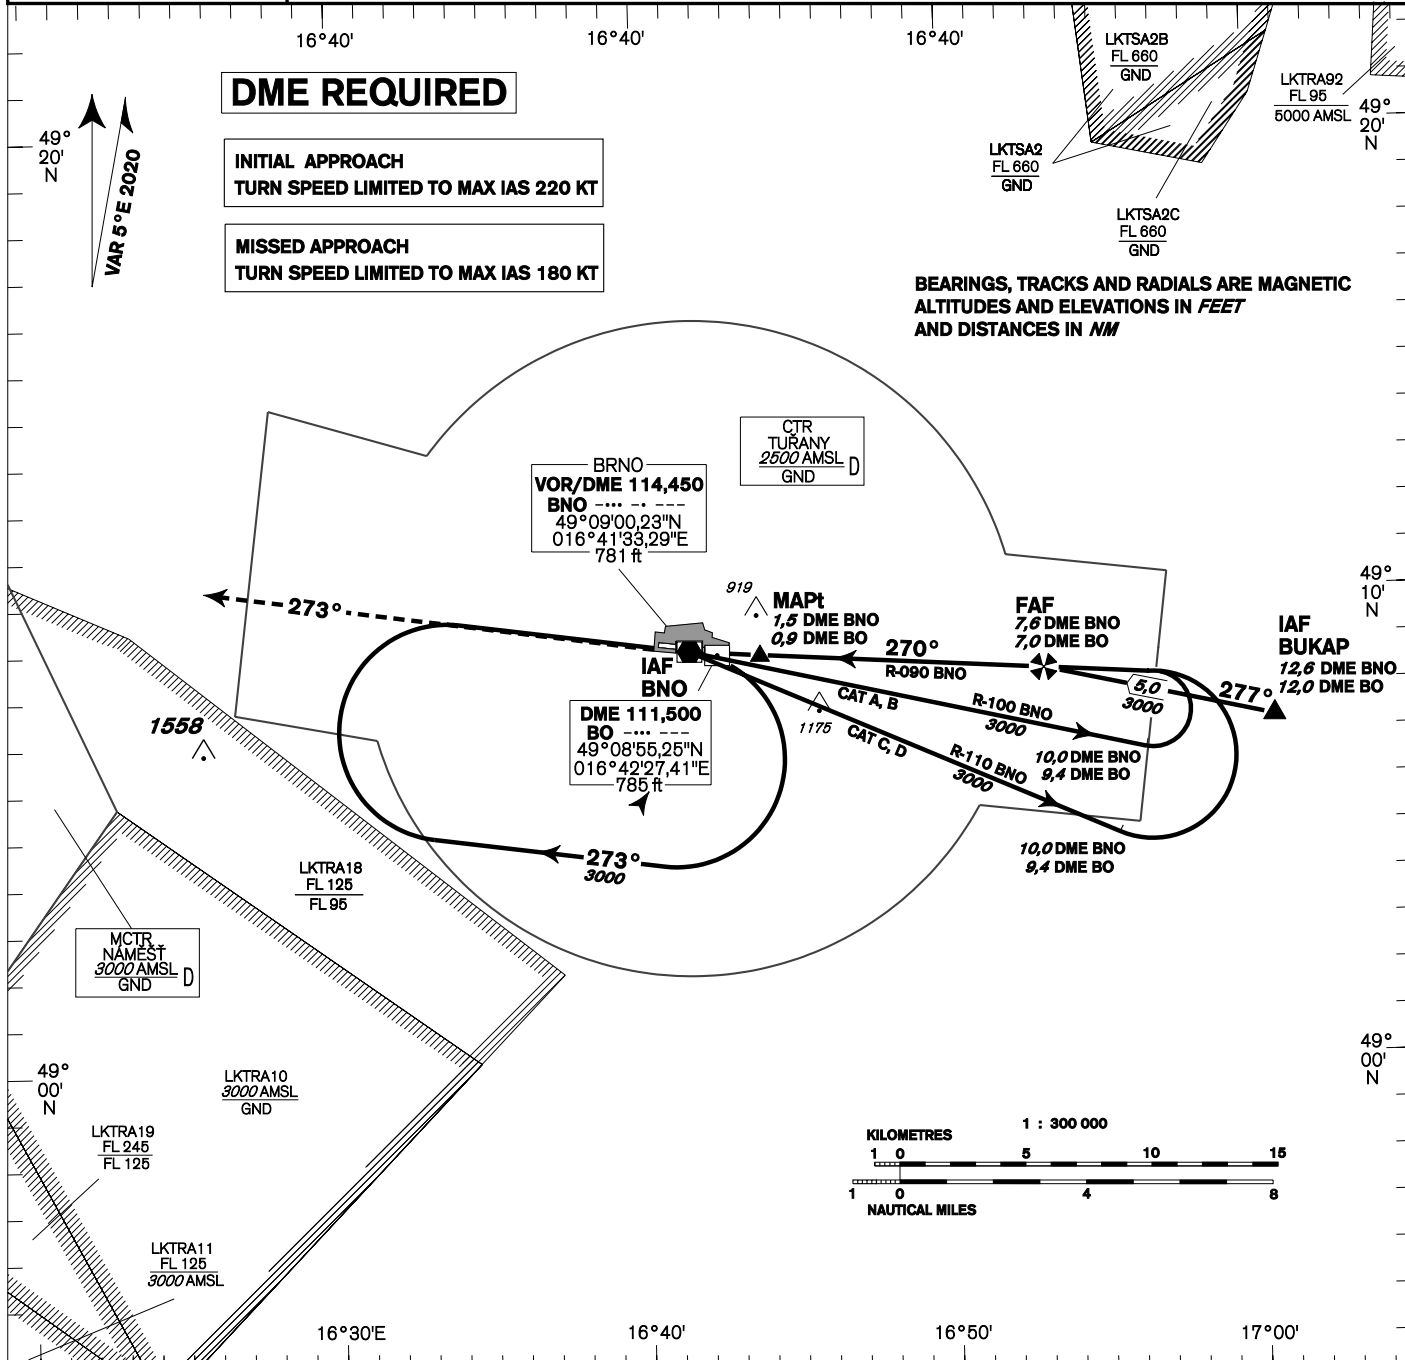 16°40'
16°40'
16°40'
DME REQUIRED
INITIAL APPROACH
TURN SPEED LIMITED TO MAX IAS 220 KT
MISSED APPROACH
TURN SPEED LIMITED TO MAX IAS 180 KT
49°
20'
N
VAR 5°E 2020
LKTSA2B
FL 660
GND
LKTRA92
FL 95
5000 AMSL
49°
20'
N
LKTSA2
FL 660
GND
LKTSA2C
FL 660
GND
BEARINGS, TRACKS AND RADIALS ARE MAGNETIC
ALTITUDES AND ELEVATIONS IN FEET
AND DISTANCES IN NM
CTR
TUŘANY
2500 AMSL
GND
D
BRNO
VOR/DME 114,450
BNO -··· -· ---
49°09'00,23"N
016°41'33,29"E
781 ft
49°
10'
N
273°
919
MAPt
1,5 DME BNO
0,9 DME BO
FAF
7,6 DME BNO
7,0 DME BO
IAF
BUKAP
12,6 DME BNO
12,0 DME BO
270°
R-090 BNO
IAF
BNO
277°
5,0
3000
CAT A, B
R-100 BNO
3000
1175
CAT C, D
R-110 BNO
3000
10,0 DME BNO
9,4 DME BO
10,0 DME BNO
9,4 DME BO
DME 111,500
BO -··· ---
49°08'55,25"N
016°42'27,41"E
785 ft
1558
273°
3000
LKTRA18
FL 125
FL 95
MCTR
NÁMĚŠŤ
3000 AMSL
GND
D
49°
00'
N
49°
00'
N
LKTRA10
3000 AMSL
GND
LKTRA19
FL 245
FL 125
LKTRA11
FL 125
3000 AMSL
1 : 300 000
KILOMETRES
1 0 5 10 15
1 0 4 8
NAUTICAL MILES
16°30'E
16°40'
16°50'
17°00'